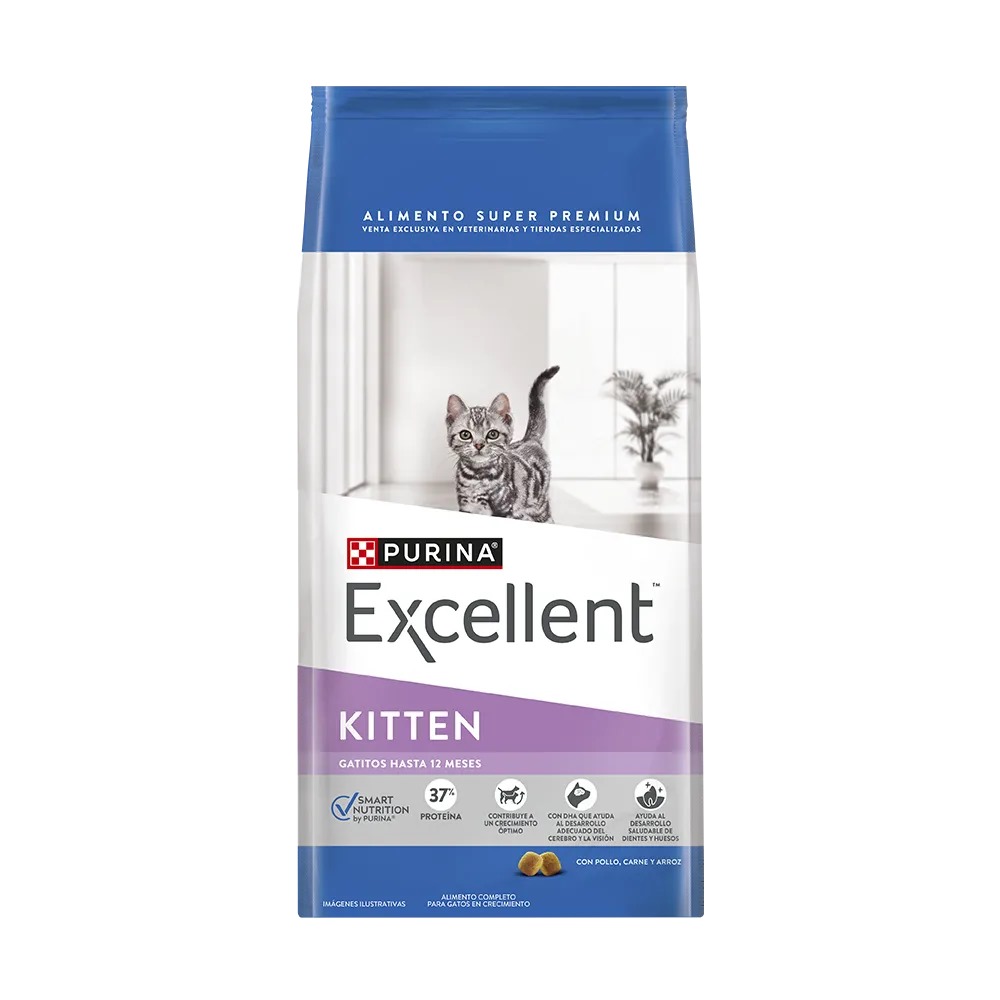 ALIMENTO SUPER PREMIUM
VENTA EXCLUSIVA EN VETERINARIAS Y TIENDAS ESPECIALIZADAS
PURINA®
Excellent™
KITTEN
GATITOS HASTA 12 MESES
SMART
NUTRITION
by PURINA®
37%
PROTEÍNA
CONTRIBUYE A
UN CRECIMIENTO
ÓPTIMO
CON DHA QUE AYUDA
AL DESARROLLO
ADECUADO DEL
CEREBRO Y LA VISIÓN
AYUDA AL
DESARROLLO
SALUDABLE DE
DIENTES Y HUESOS
CON POLLO, CARNE Y ARROZ
IMÁGENES ILUSTRATIVAS
ALIMENTO COMPLETO
PARA GATOS EN CRECIMIENTO